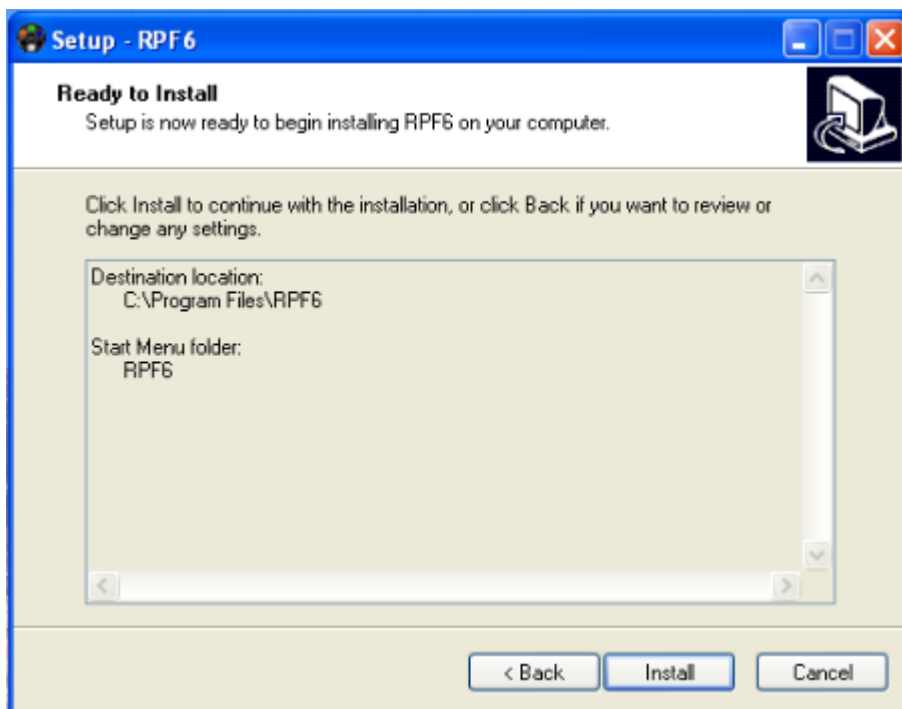 Setup - RPF6
Ready to Install
Setup is now ready to begin installing RPF6 on your computer.
Click Install to continue with the installation, or click Back if you want to review or
change any settings.
Destination location:
C:\Program Files\RPF6
Start Menu folder:
RPF6
< Back
Install
Cancel